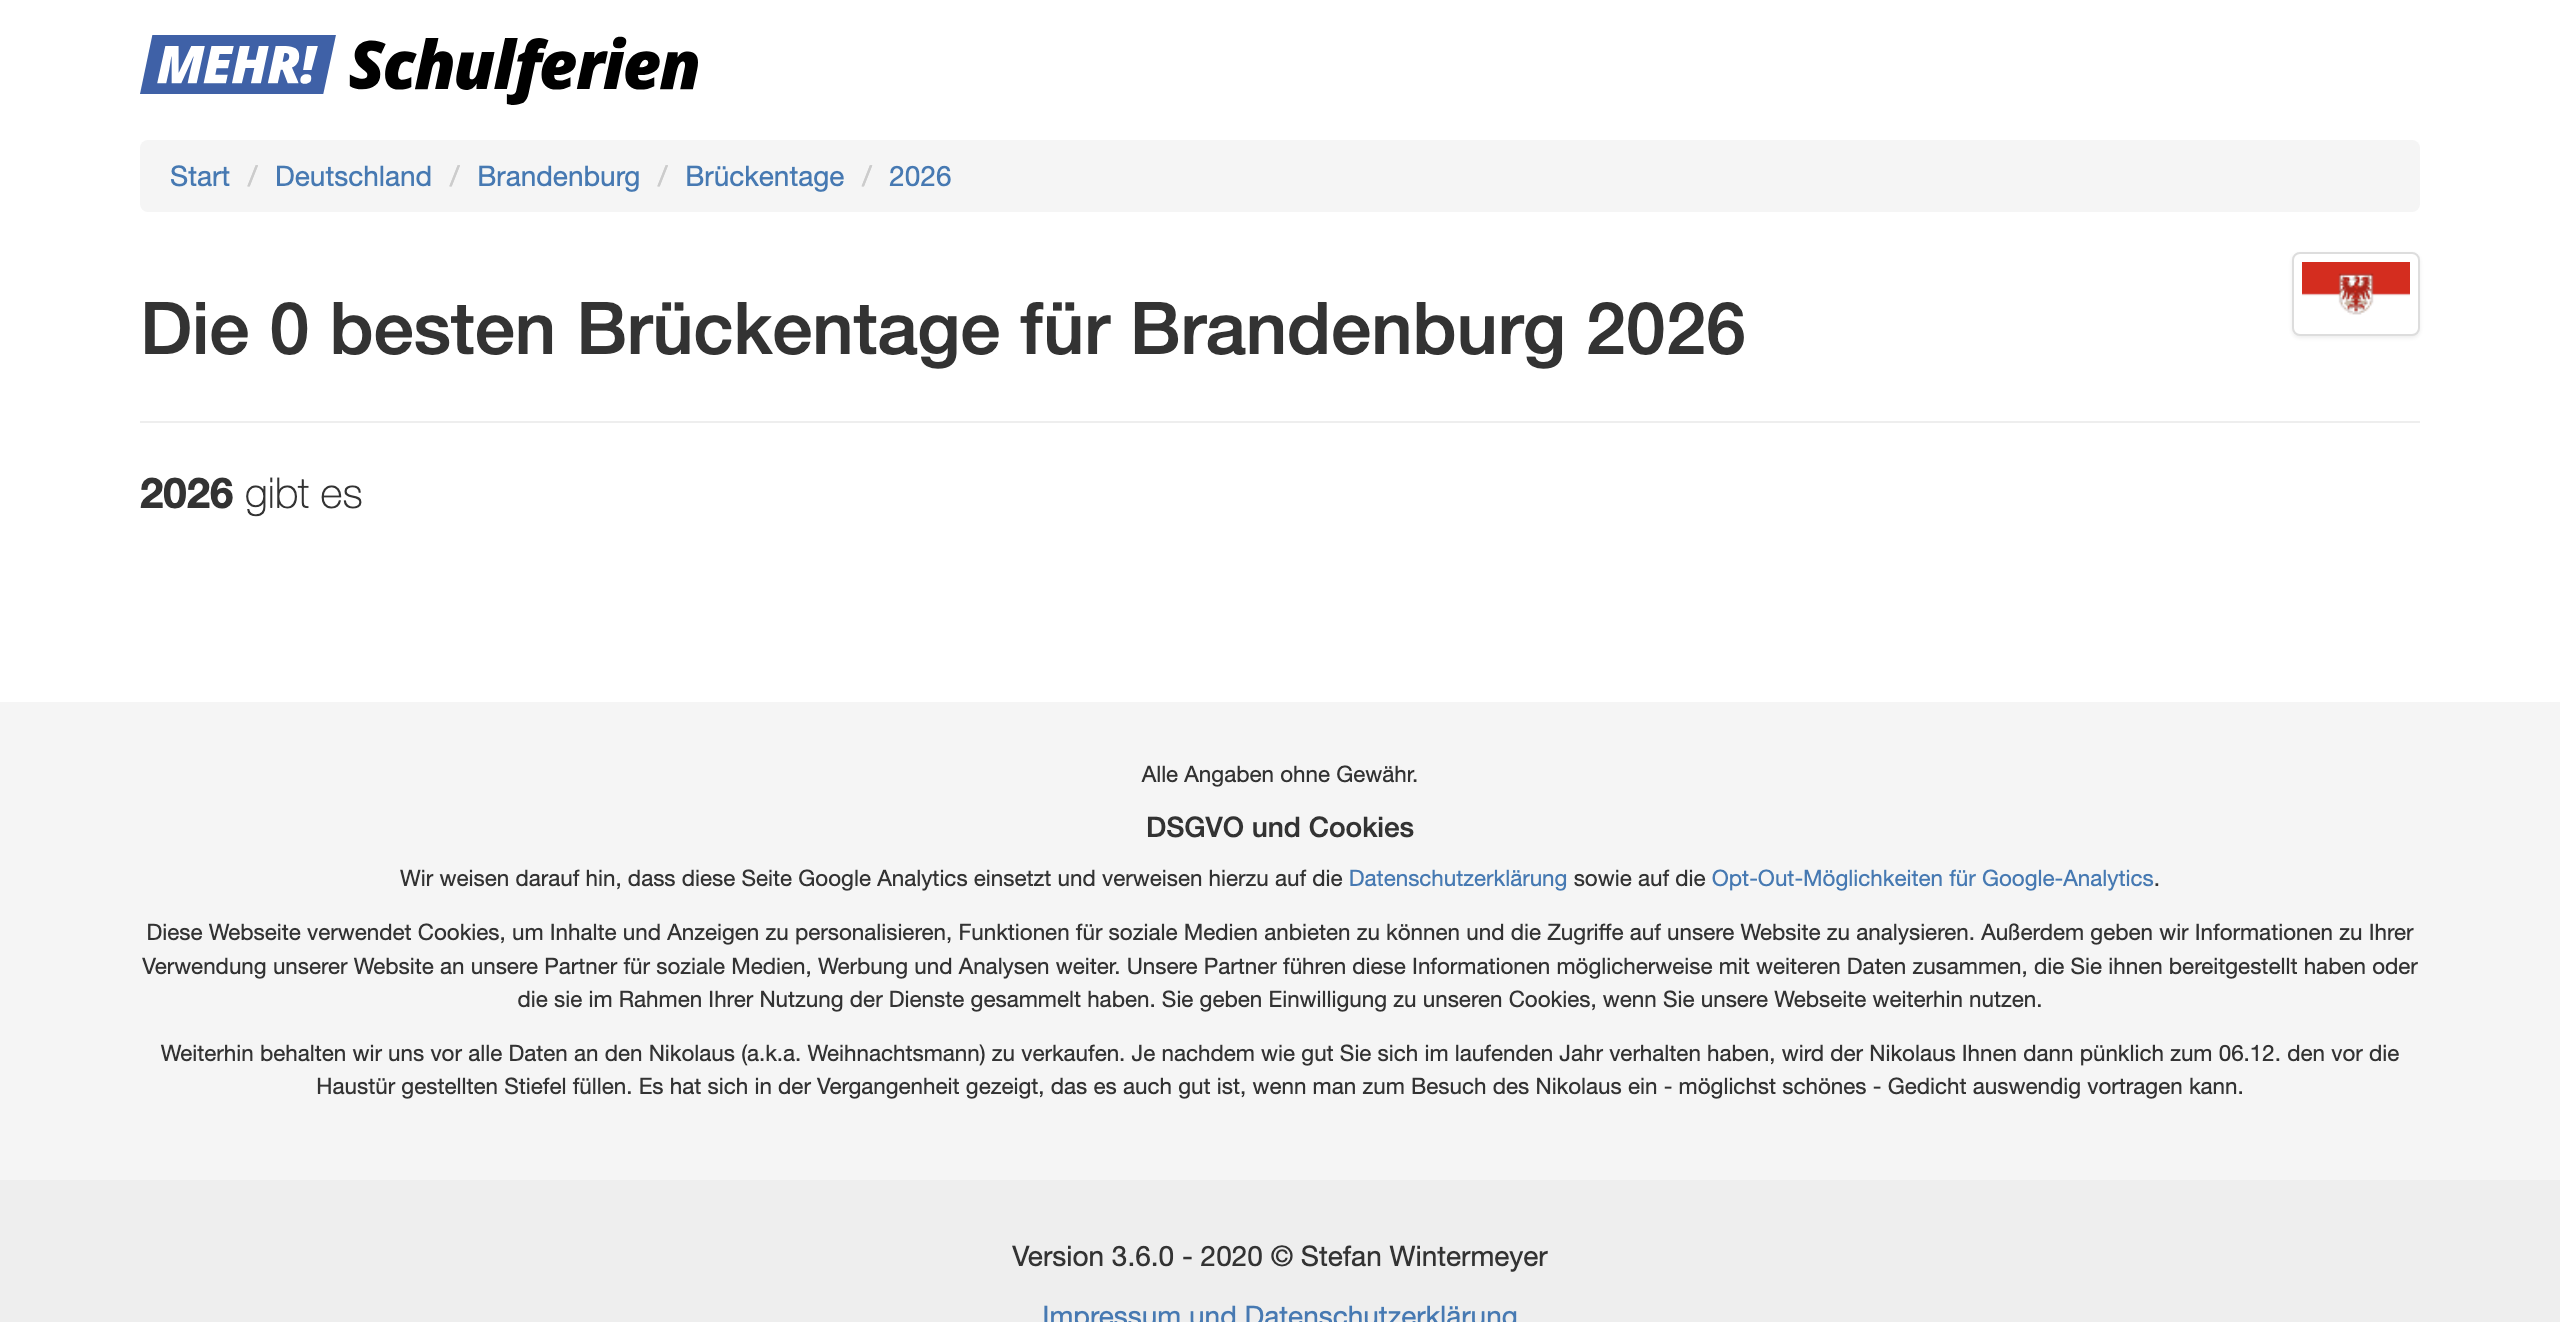 MEHR! Schulferien
Start / Deutschland / Brandenburg / Brückentage / 2026
Die 0 besten Brückentage für Brandenburg 2026
2026 gibt es
Alle Angaben ohne Gewähr.
DSGVO und Cookies
Wir weisen darauf hin, dass diese Seite Google Analytics einsetzt und verweisen hierzu auf die Datenschutzerklärung sowie auf die Opt-Out-Möglichkeiten für Google-Analytics.
Diese Webseite verwendet Cookies, um Inhalte und Anzeigen zu personalisieren, Funktionen für soziale Medien anbieten zu können und die Zugriffe auf unsere Website zu analysieren. Außerdem geben wir Informationen zu Ihrer
Verwendung unserer Website an unsere Partner für soziale Medien, Werbung und Analysen weiter. Unsere Partner führen diese Informationen möglicherweise mit weiteren Daten zusammen, die Sie ihnen bereitgestellt haben oder
die sie im Rahmen Ihrer Nutzung der Dienste gesammelt haben. Sie geben Einwilligung zu unseren Cookies, wenn Sie unsere Webseite weiterhin nutzen.
Weiterhin behalten wir uns vor alle Daten an den Nikolaus (a.k.a. Weihnachtsmann) zu verkaufen. Je nachdem wie gut Sie sich im laufenden Jahr verhalten haben, wird der Nikolaus Ihnen dann pünklich zum 06.12. den vor die
Haustür gestellten Stiefel füllen. Es hat sich in der Vergangenheit gezeigt, das es auch gut ist, wenn man zum Besuch des Nikolaus ein - möglichst schönes - Gedicht auswendig vortragen kann.
Version 3.6.0 - 2020 © Stefan Wintermeyer
Impressum und Datenschutzerklärung